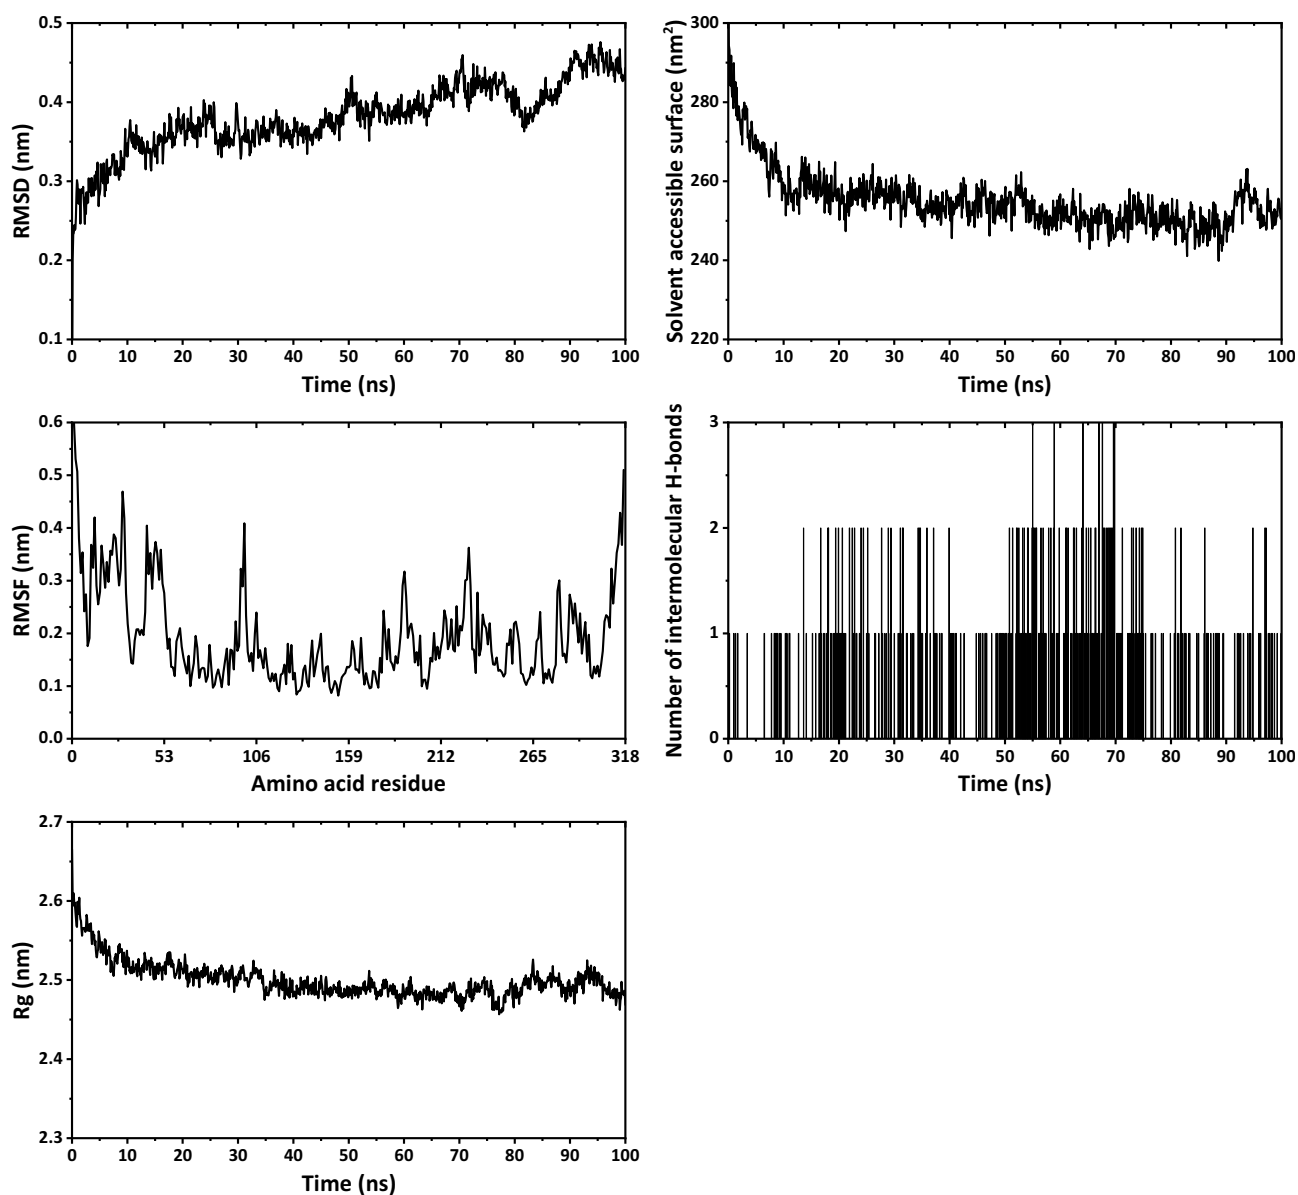 RMSD (nm)
0.5
0.4
0.3
0.2
0.1
0 10 20 30 40 50 60 70 80 90 100
Time (ns)
Solvent accessible surface (nm²)
300
280
260
240
220
0 10 20 30 40 50 60 70 80 90 100
Time (ns)
RMSF (nm)
0.6
0.5
0.4
0.3
0.2
0.1
0.0
0 53 106 159 212 265 318
Amino acid residue
Number of intermolecular H-bonds
3
2
1
0
0 10 20 30 40 50 60 70 80 90 100
Time (ns)
Rg (nm)
2.7
2.6
2.5
2.4
2.3
0 10 20 30 40 50 60 70 80 90 100
Time (ns)